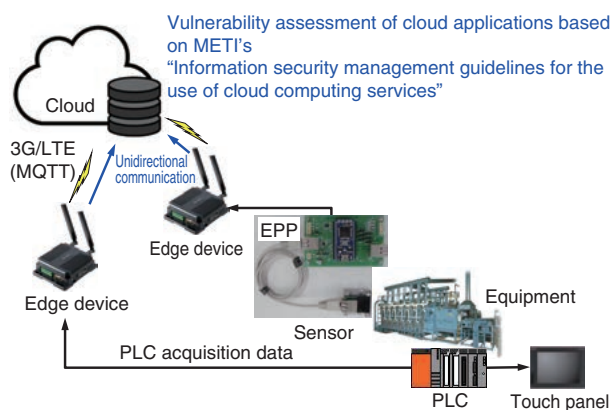 Vulnerability assessment of cloud applications based
on METI's
“Information security management guidelines for the
use of cloud computing services”
Cloud
3G/LTE
(MQTT)
Unidirectional
communication
Edge device
EPP
Edge device
Sensor
Equipment
PLC acquisition data
PLC
Touch panel